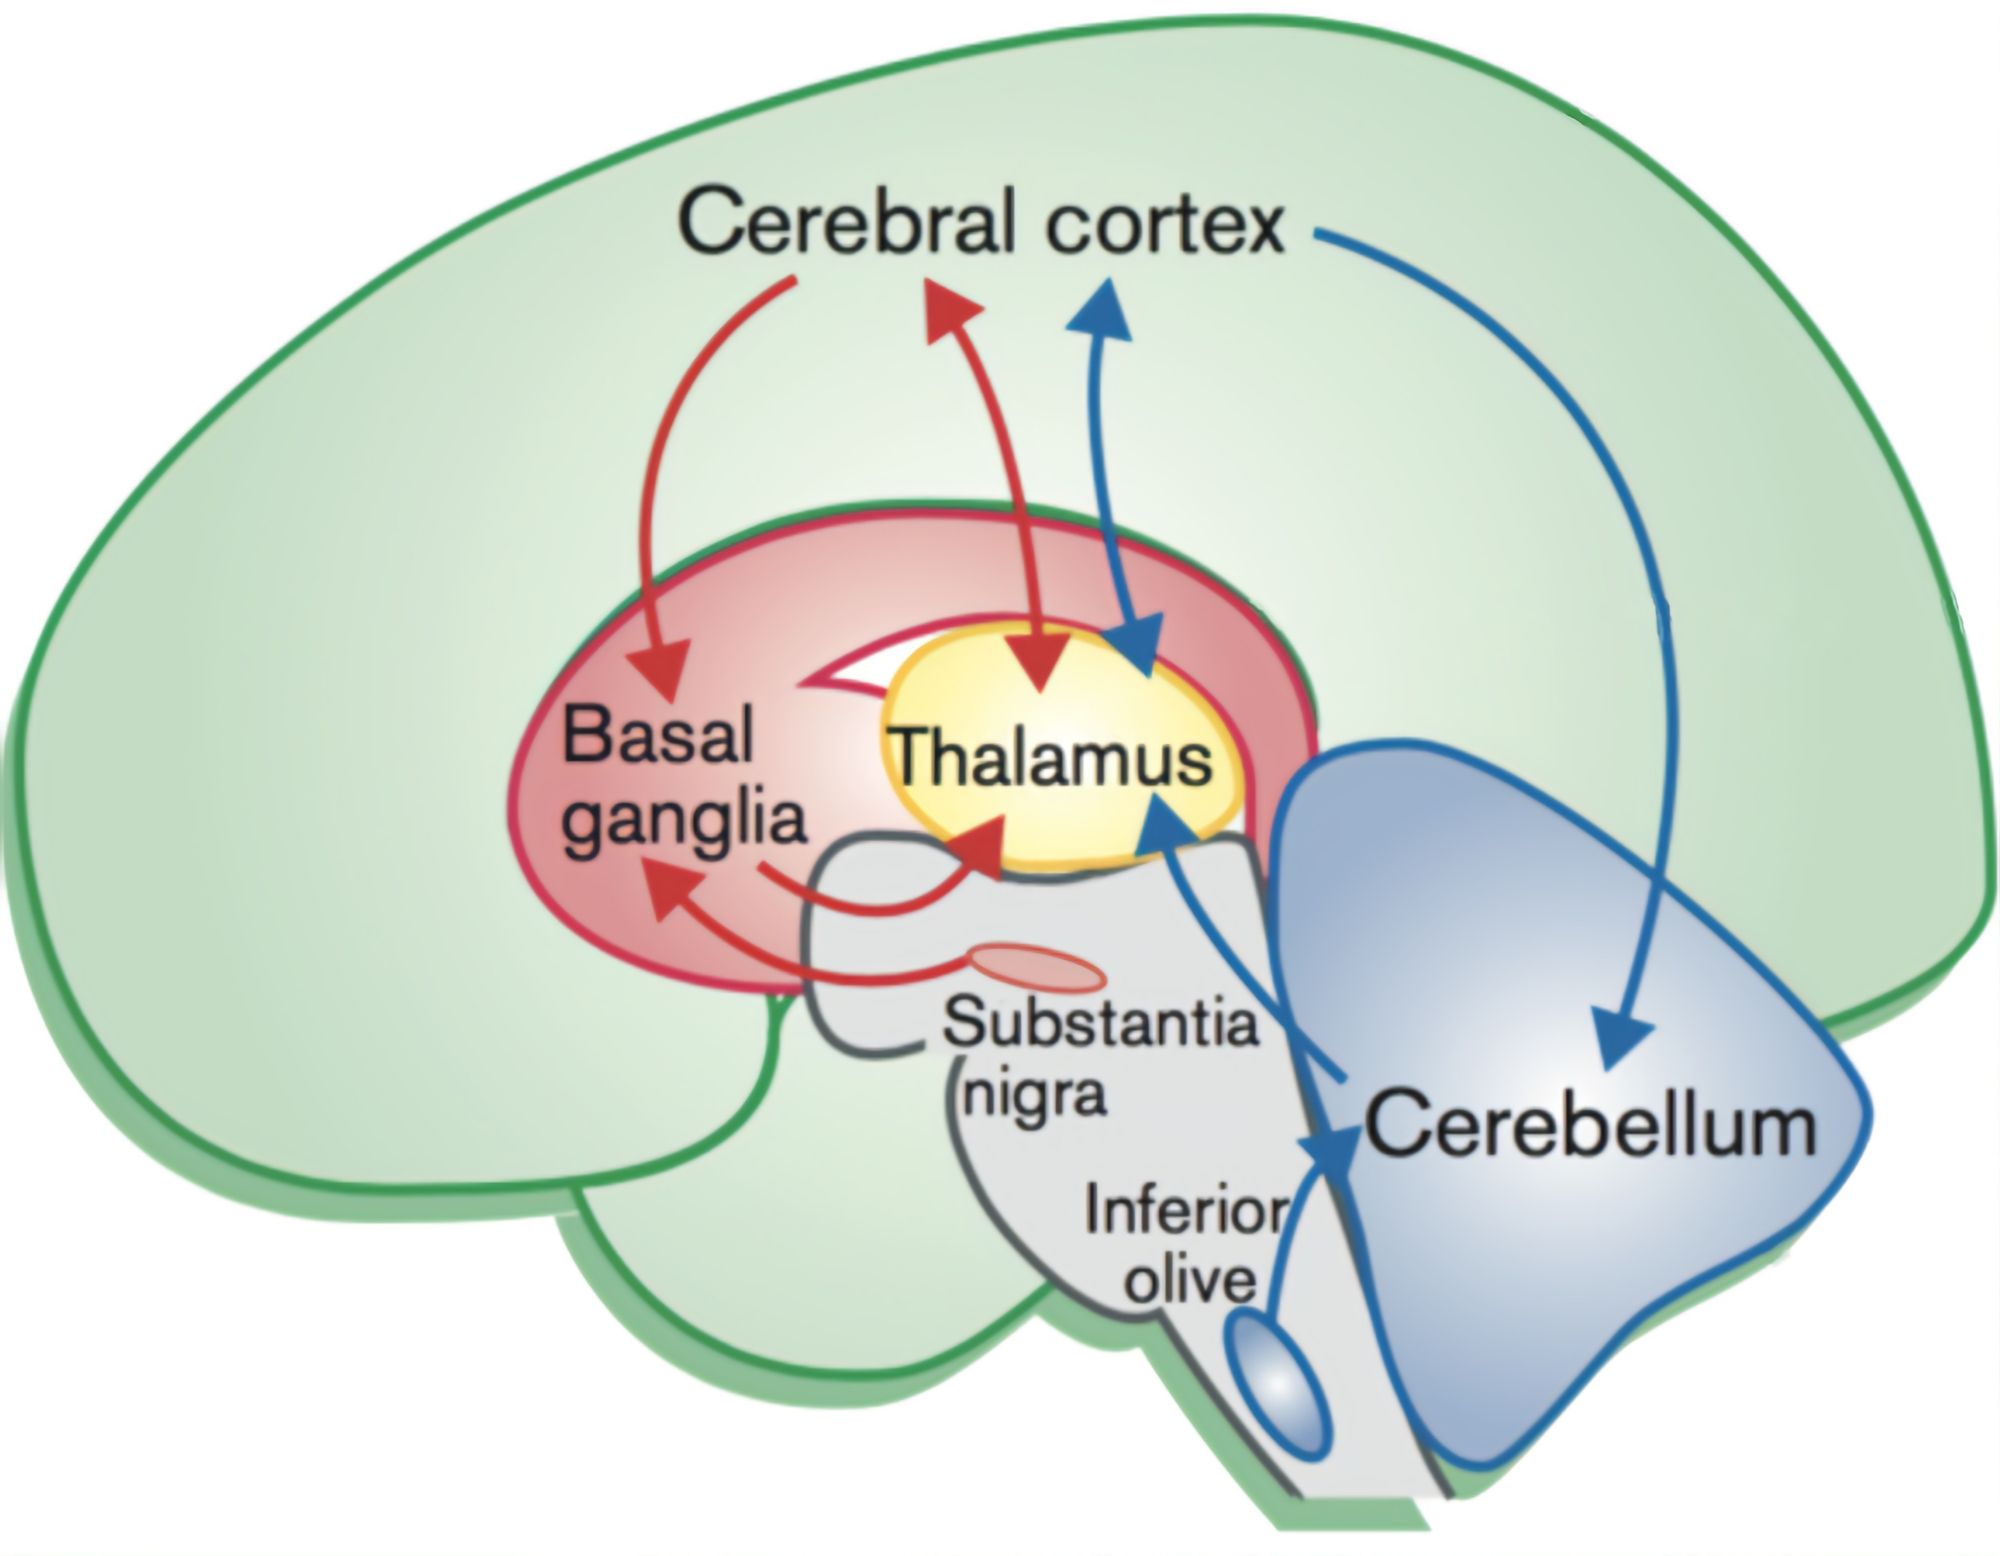 Cerebral cortex
Basal
ganglia
Thalamus
Substantia
nigra
Cerebellum
Inferior
olive